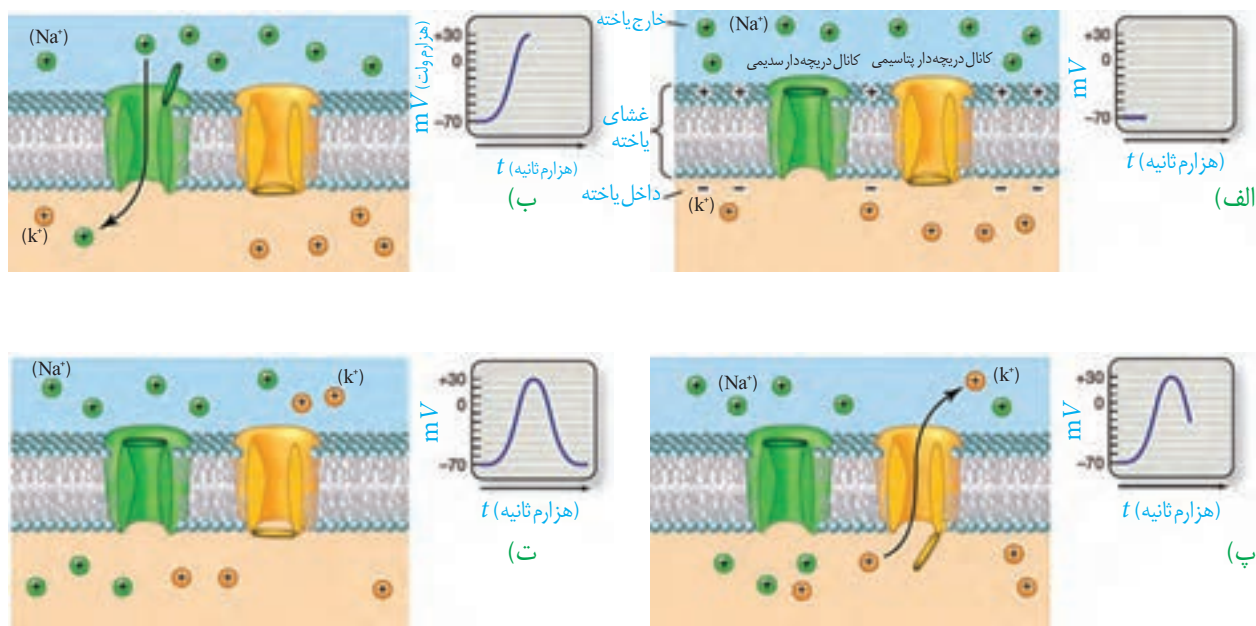 خارج یاخته
(Na⁺)
کانال دریچه‌دار سدیمی
کانال دریچه‌دار پتاسیمی
غشای
یاخته
داخل یاخته
(k⁺)
+30
0
−70
mV
t (هزارم ثانیه)
الف)
(Na⁺)
(k⁺)
+30
0
−70
mV (هزارم ولت)
t (هزارم ثانیه)
ب)
(Na⁺)
(k⁺)
+30
0
−70
mV
t (هزارم ثانیه)
پ)
(Na⁺)
(k⁺)
+30
0
−70
mV
t (هزارم ثانیه)
ت)